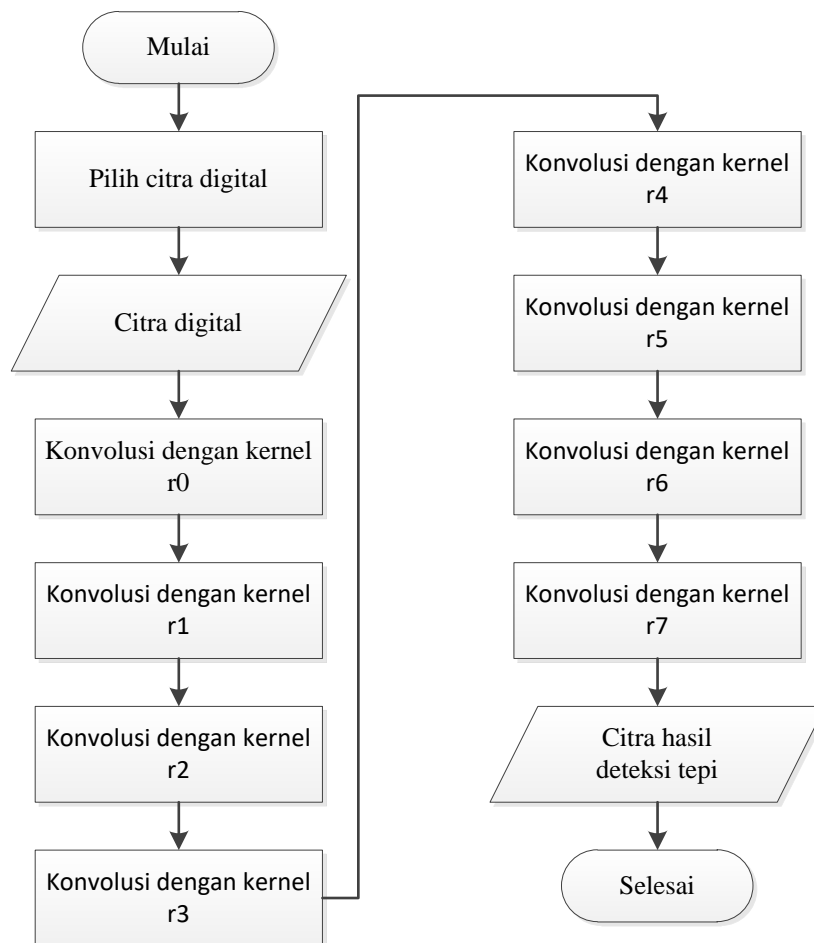 Mulai
Pilih citra digital
Citra digital
Konvolusi dengan kernel
r0
Konvolusi dengan kernel
r1
Konvolusi dengan kernel
r2
Konvolusi dengan kernel
r3
Konvolusi dengan kernel
r4
Konvolusi dengan kernel
r5
Konvolusi dengan kernel
r6
Konvolusi dengan kernel
r7
Citra hasil
deteksi tepi
Selesai